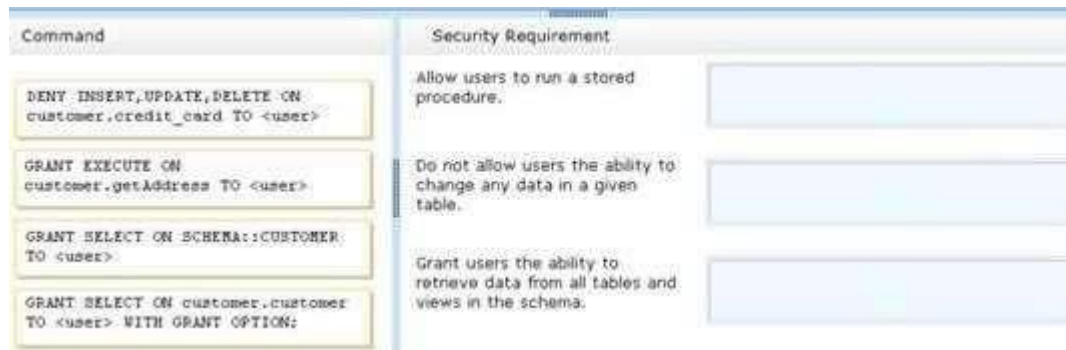 Command
Security Requirement
DENY INSERT,UPDATE,DELETE ON
customer.credit_card TO <user>
GRANT EXECUTE ON
customer.getAddress TO <user>
GRANT SELECT ON SCHEMA::CUSTOMER
TO <user>
GRANT SELECT ON customer.customer
TO <user> WITH GRANT OPTION;
Allow users to run a stored
procedure.
Do not allow users the ability to
change any data in a given
table.
Grant users the ability to
retrieve data from all tables and
views in the schema.